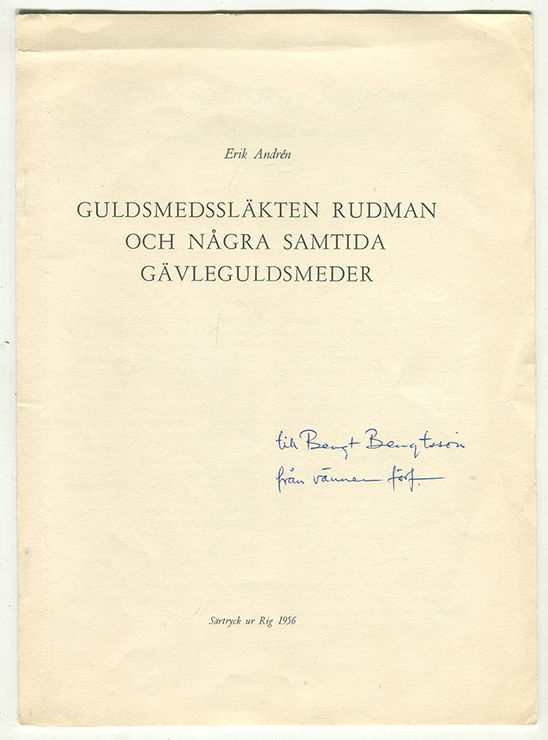 Erik Andrén
GULDSMEDSSLÄKTEN RUDMAN
OCH NÅGRA SAMTIDA
GÄVLEGULDSMEDER
till Bengt Bengtsson
från vännen förf.
Särtryck ur Rig 1956